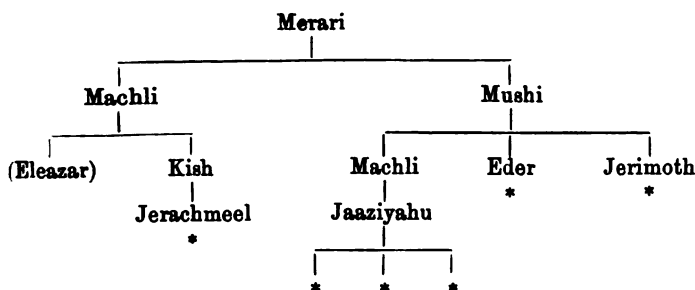 Merari
Machli Mushi
(Eleazar) Kish Machli Eder Jerimoth
* *
Jerachmeel Jaaziyahu
*
* * *